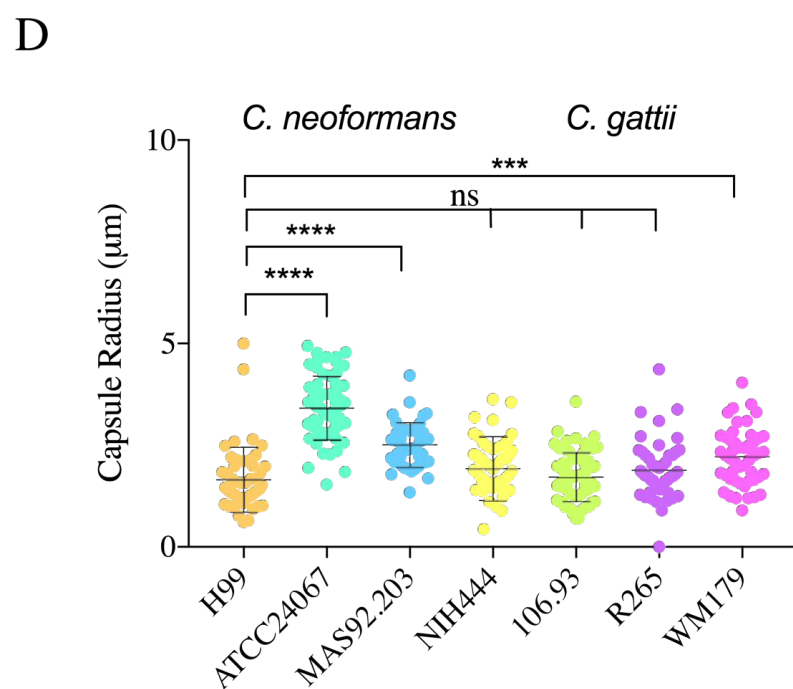 D
C. neoformans C. gattii
10
***
ns
****
****
5
0
Capsule Radius (μm)
H99
ATCC24067
MAS92.203
NIH444
106.93
R265
WM179